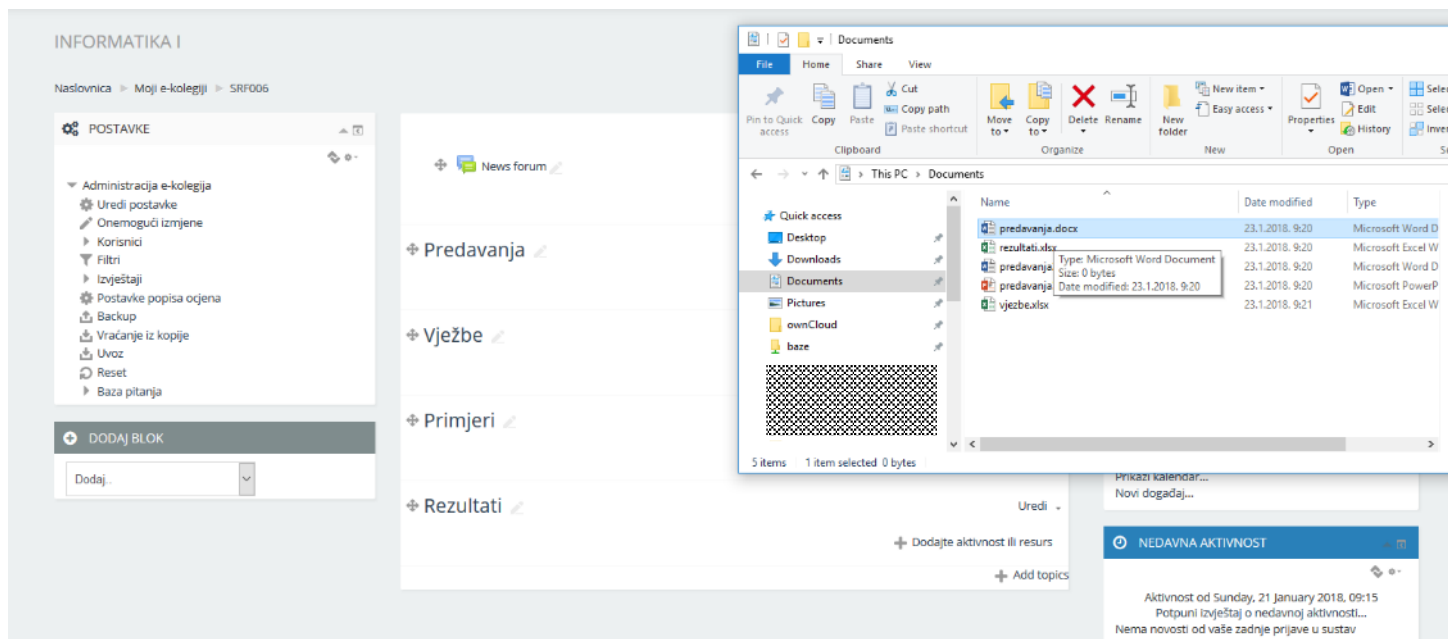 INFORMATIKA I
Naslovnica Moji e-kolegiji SRF006
POSTAVKE
Administracija e-kolegija
Uredi postavke
Onemogući izmjene
Korisnici
Filtri
Izvještaji
Postavke popisa ocjena
Backup
Vraćanje iz kopije
Uvoz
Reset
Baza pitanja
DODAJ BLOK
Dodaj..
News forum
Predavanja
Vježbe
Primjeri
Rezultati
Uredi
Dodajte aktivnost ili resurs
Add topics
Documents
File Home Share View
Pin to Quick access
Copy
Paste
Cut
Copy path
Paste shortcut
Clipboard
Move to
Copy to
Delete
Rename
Organize
New folder
New item
Easy access
New
Properties
Open
Edit
History
Open
This PC > Documents
Quick access
Desktop
Downloads
Documents
Pictures
ownCloud
baze
Name Date modified Type
predavanja.docx 23.1.2018. 9:20 Microsoft Word D
rezultati.xlsx 23.1.2018. 9:20 Microsoft Excel W
predavanja. 23.1.2018. 9:20 Microsoft Word D
predavanja. 23.1.2018. 9:20 Microsoft PowerP
vjezbe.xlsx 23.1.2018. 9:21 Microsoft Excel W
Type: Microsoft Word Document
Size: 0 bytes
Date modified: 23.1.2018. 9:20
5 items 1 item selected 0 bytes
Prikaži kalendar...
Novi događaj...
NEDAVNA AKTIVNOST
Aktivnost od Sunday, 21 January 2018, 09:15
Potpuni izvještaj o nedavnoj aktivnosti...
Nema novosti od vaše zadnje prijave u sustav